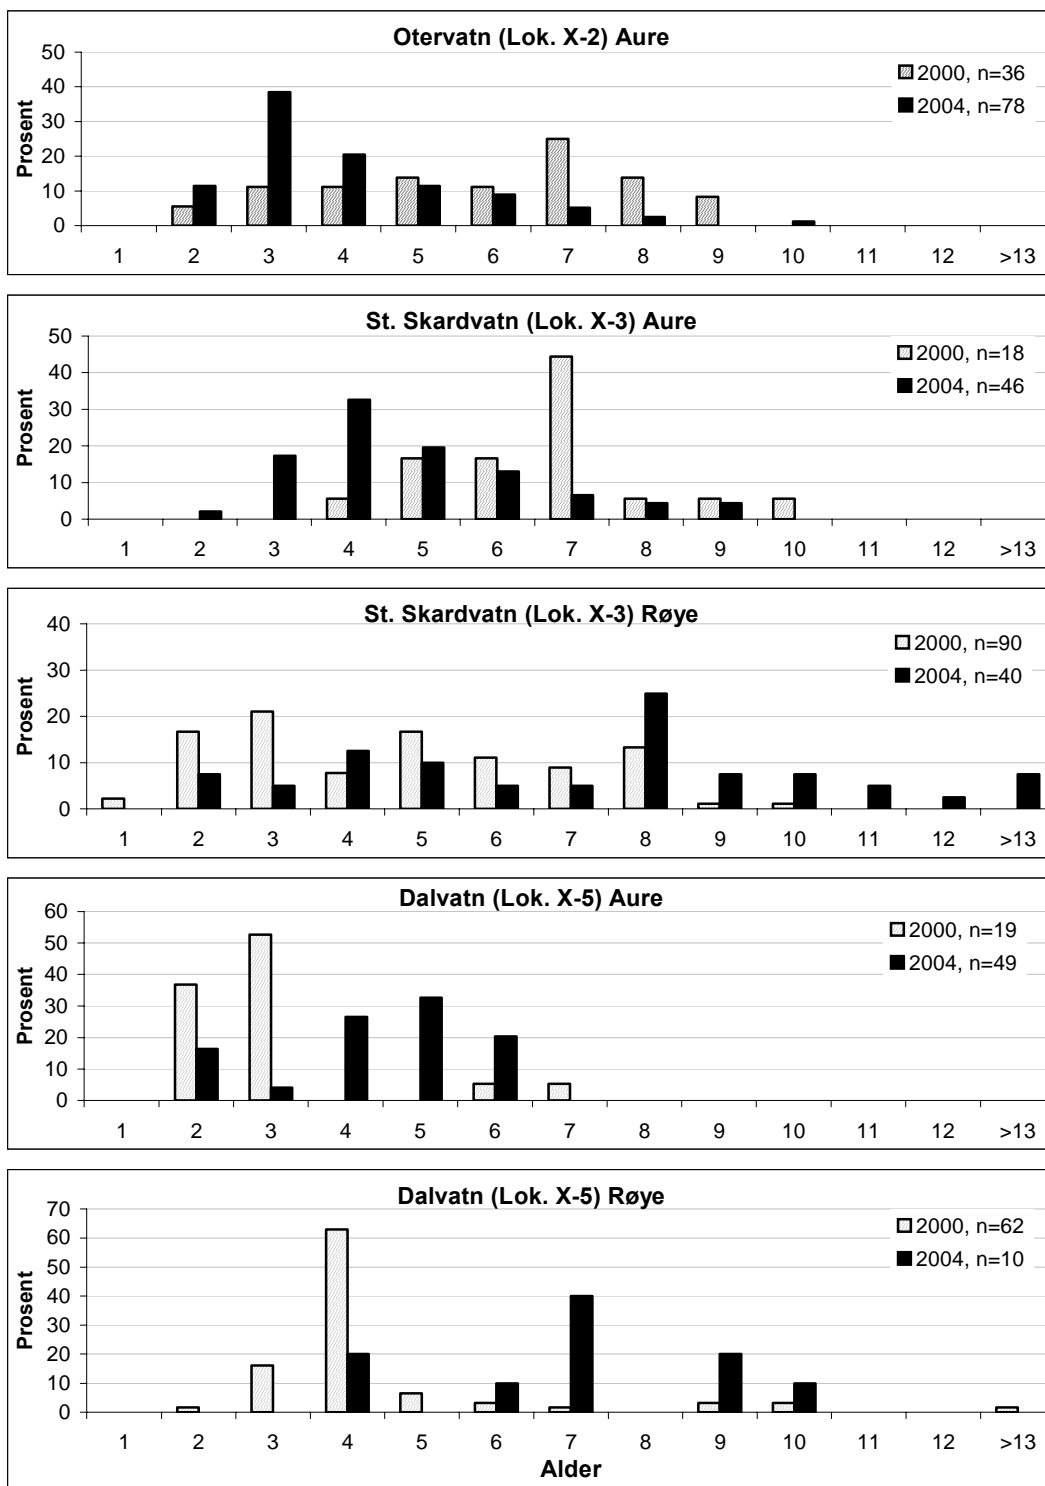 Otervatn (Lok. X-2) Aure
50
40
30
20
10
0
Prosent
2000, n=36
2004, n=78
1 2 3 4 5 6 7 8 9 10 11 12 >13
St. Skardvatn (Lok. X-3) Aure
50
40
30
20
10
0
Prosent
2000, n=18
2004, n=46
1 2 3 4 5 6 7 8 9 10 11 12 >13
St. Skardvatn (Lok. X-3) Røye
40
30
20
10
0
Prosent
2000, n=90
2004, n=40
1 2 3 4 5 6 7 8 9 10 11 12 >13
Dalvatn (Lok. X-5) Aure
60
50
40
30
20
10
0
Prosent
2000, n=19
2004, n=49
1 2 3 4 5 6 7 8 9 10 11 12 >13
Dalvatn (Lok. X-5) Røye
70
60
50
40
30
20
10
0
Prosent
2000, n=62
2004, n=10
1 2 3 4 5 6 7 8 9 10 11 12 >13
Alder